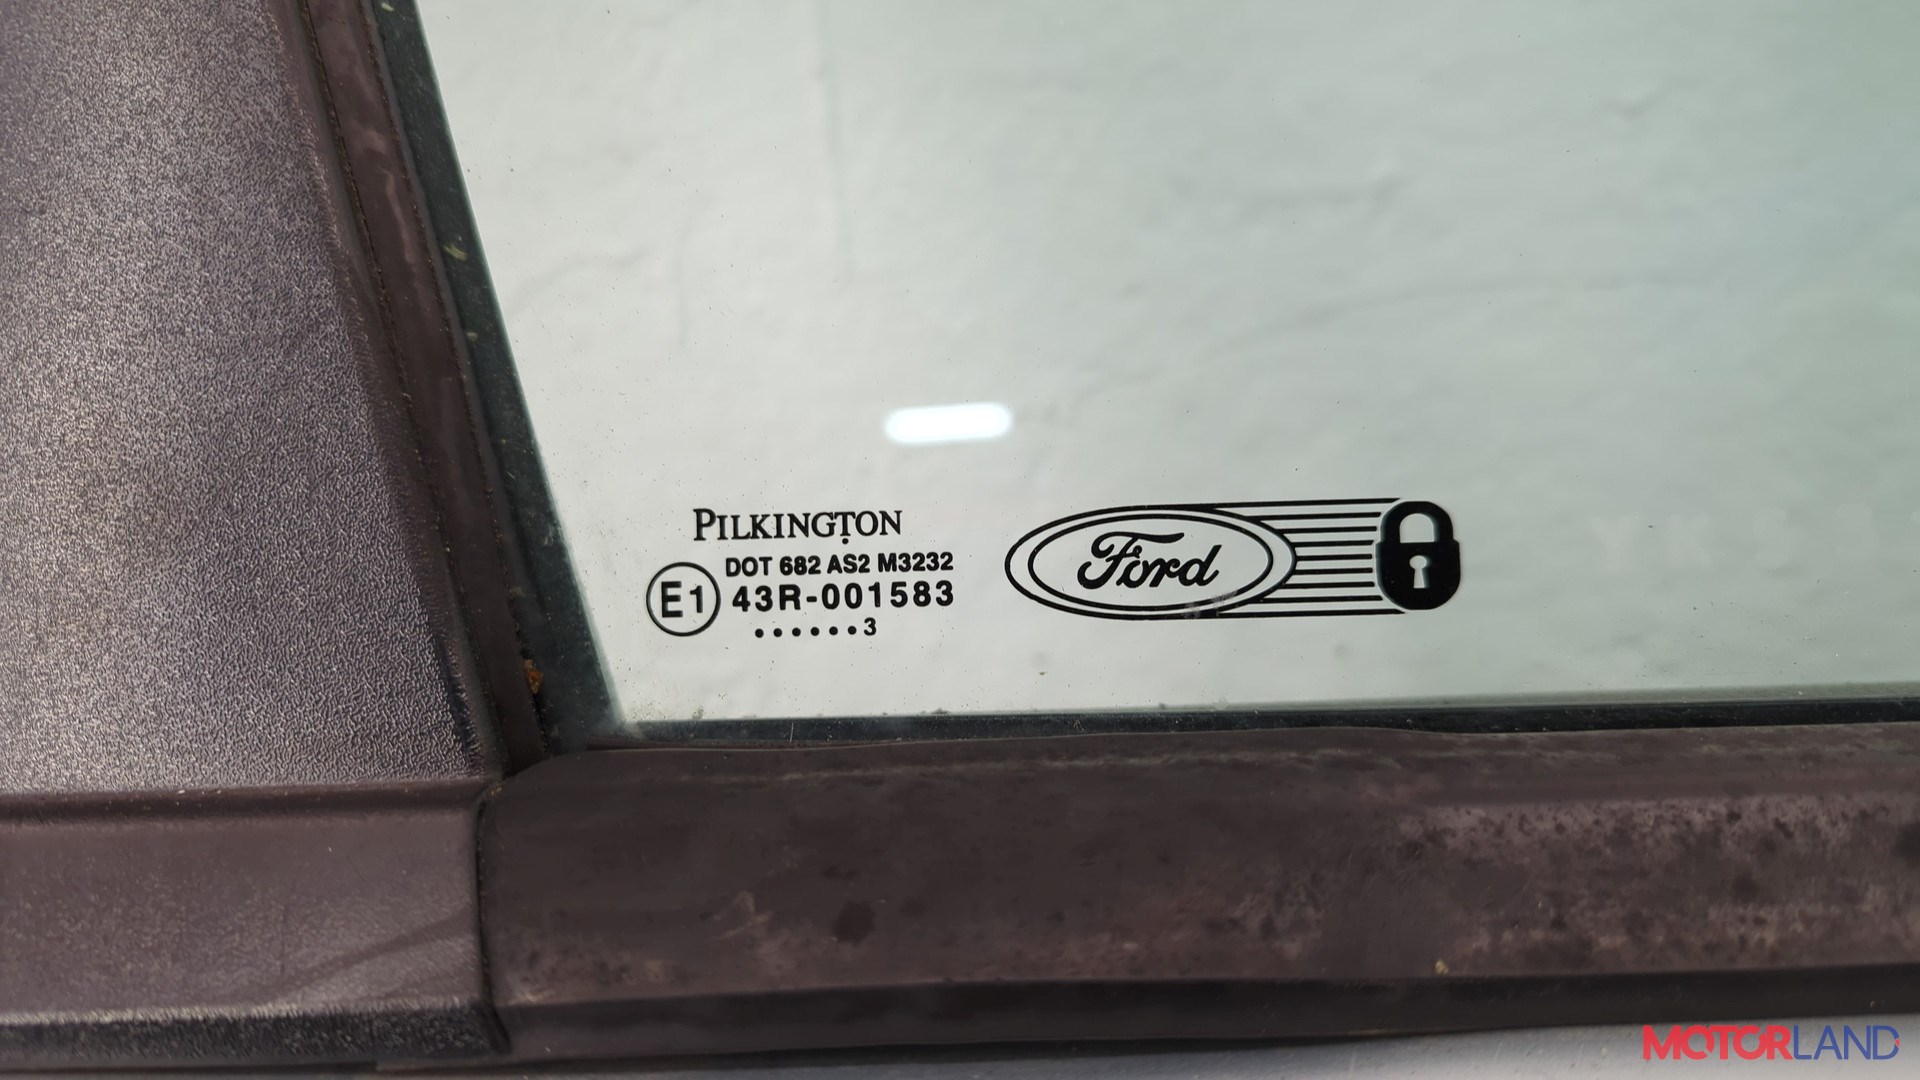 PILKINGTON
DOT 682 AS2 M3232
E1 43R-001583
••••••3
Ford
MOTORLAND